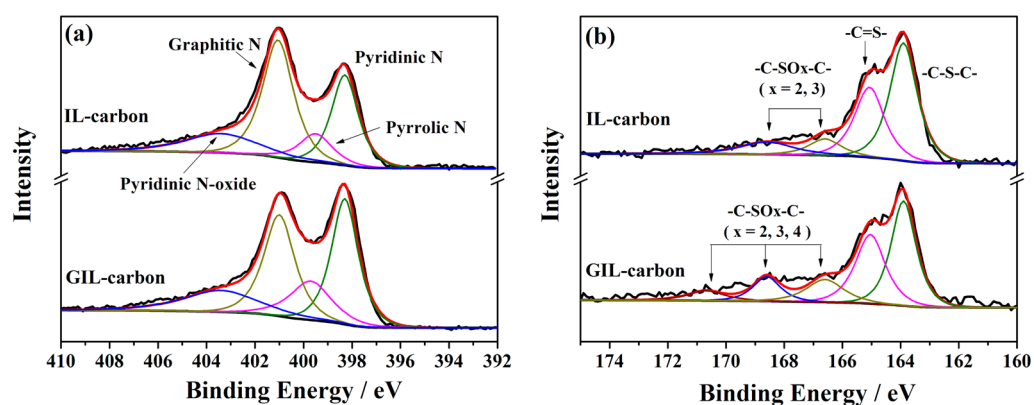 (a)
Graphitic N
Pyridinic N
IL-carbon
Pyrrolic N
Pyridinic N-oxide
GIL-carbon
Intensity
410 408 406 404 402 400 398 396 394 392
Binding Energy / eV
(b)
-C=S-
-C-SOx-C-
( x = 2, 3)
-C-S-C-
IL-carbon
-C-SOx-C-
( x = 2, 3, 4 )
GIL-carbon
Intensity
174 172 170 168 166 164 162 160
Binding Energy / eV